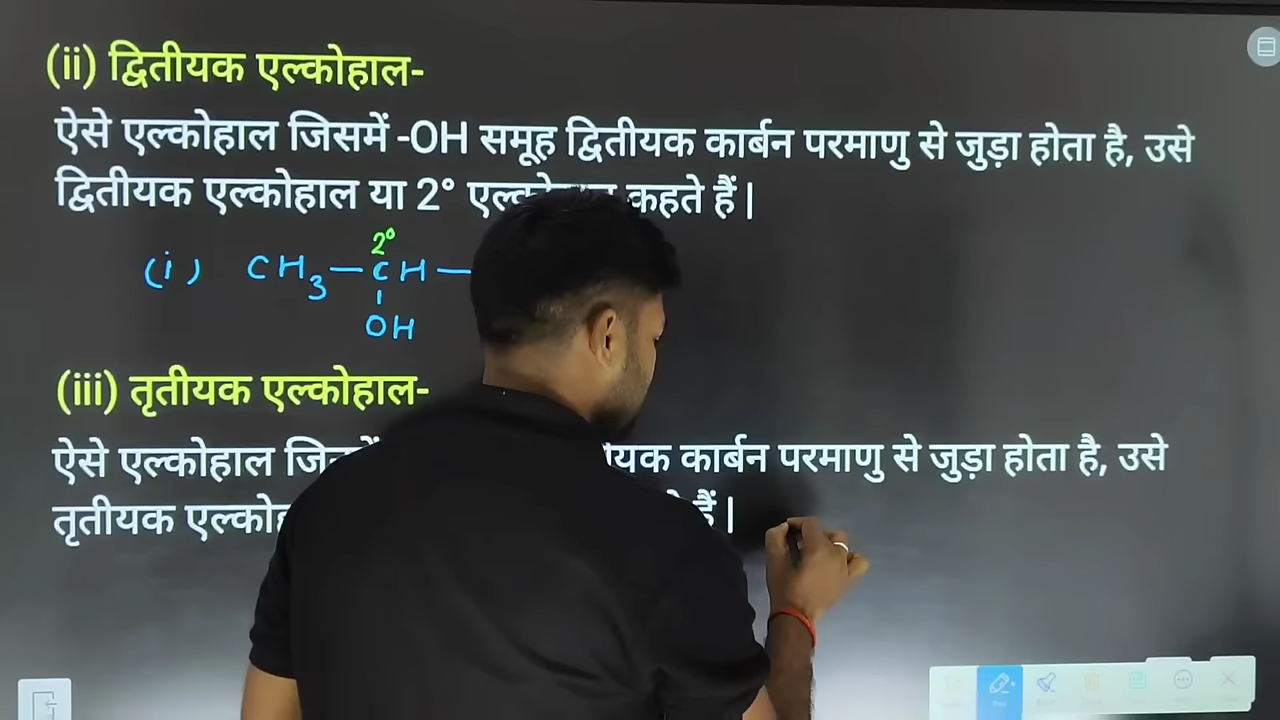 (ii) द्वितीयक एल्कोहाल-
ऐसे एल्कोहाल जिसमें -OH समूह द्वितीयक कार्बन परमाणु से जुड़ा होता है, उसे
द्वितीयक एल्कोहाल या 2° कहते हैं |
2°
(i) CH₃—CH—
OH
(iii) तृतीयक एल्कोहाल-
ऐसे एल्कोहाल कार्बन परमाणु से जुड़ा होता है, उसे
तृतीयक हैं |